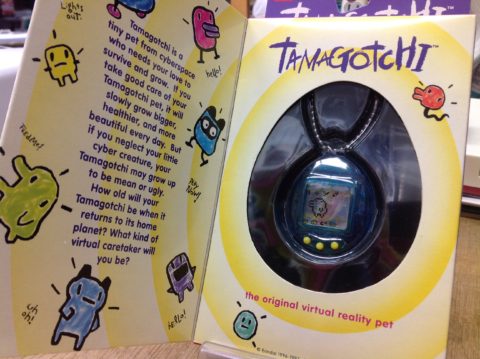 Lights out.
Tamagotchi is a
tiny pet from cyberspace
who needs your love to
survive and grow. If you
take good care of your
Tamagotchi pet, it will
slowly grow bigger,
healthier, and more
beautiful every day. But
if you neglect your little
cyber creature, your
Tamagotchi may grow up
to be mean or ugly.
How old will your
Tamagotchi be when it
returns to its home
planet? What kind of
virtual caretaker will
you be?
hello!
Uh oh!
Hello!
TAMAGOTCHI™
TAMAGOTCHI™
the original virtual reality pet